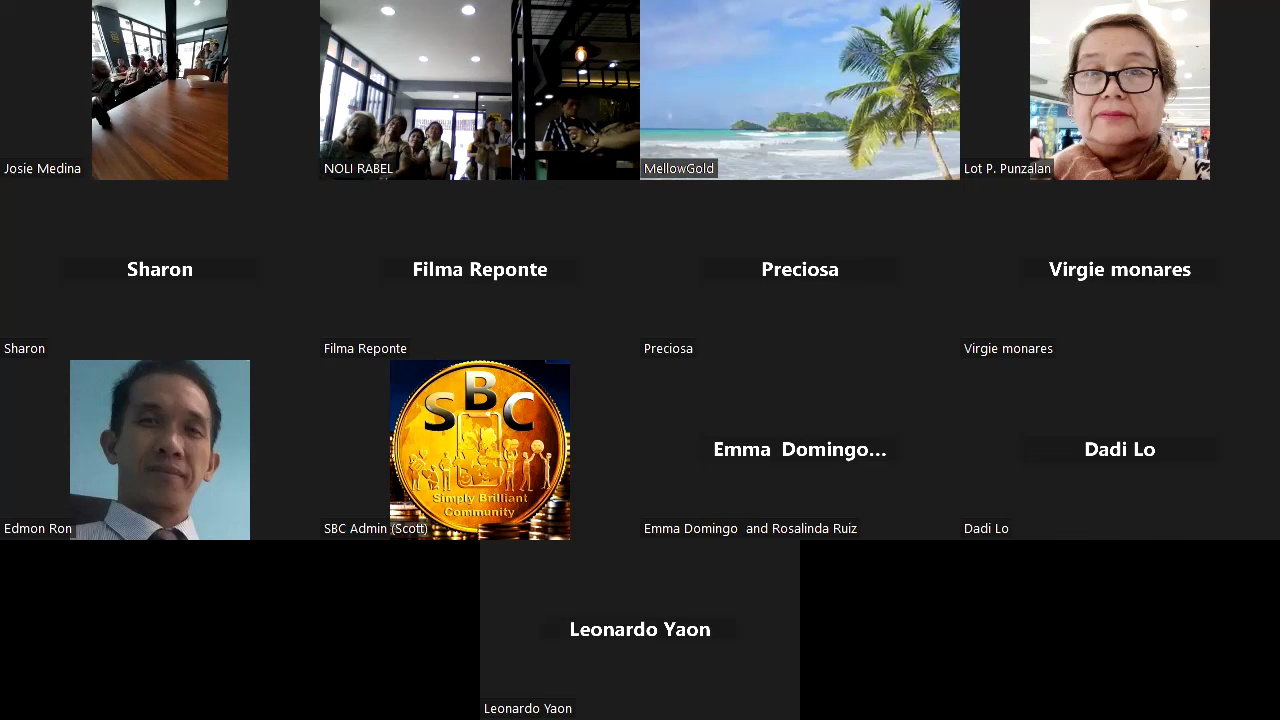 Josie Medina
NOLI RABEL
MellowGold
Lot P. Punzalan
Sharon
Filma Reponte
Preciosa
Virgie monares
Sharon
Filma Reponte
Preciosa
Virgie monares
SBC
Simply Brilliant
Community
Emma Domingo...
Dadi Lo
Edmon Ron
SBC Admin (Scott)
Emma Domingo and Rosalinda Ruiz
Dadi Lo
Leonardo Yaon
Leonardo Yaon